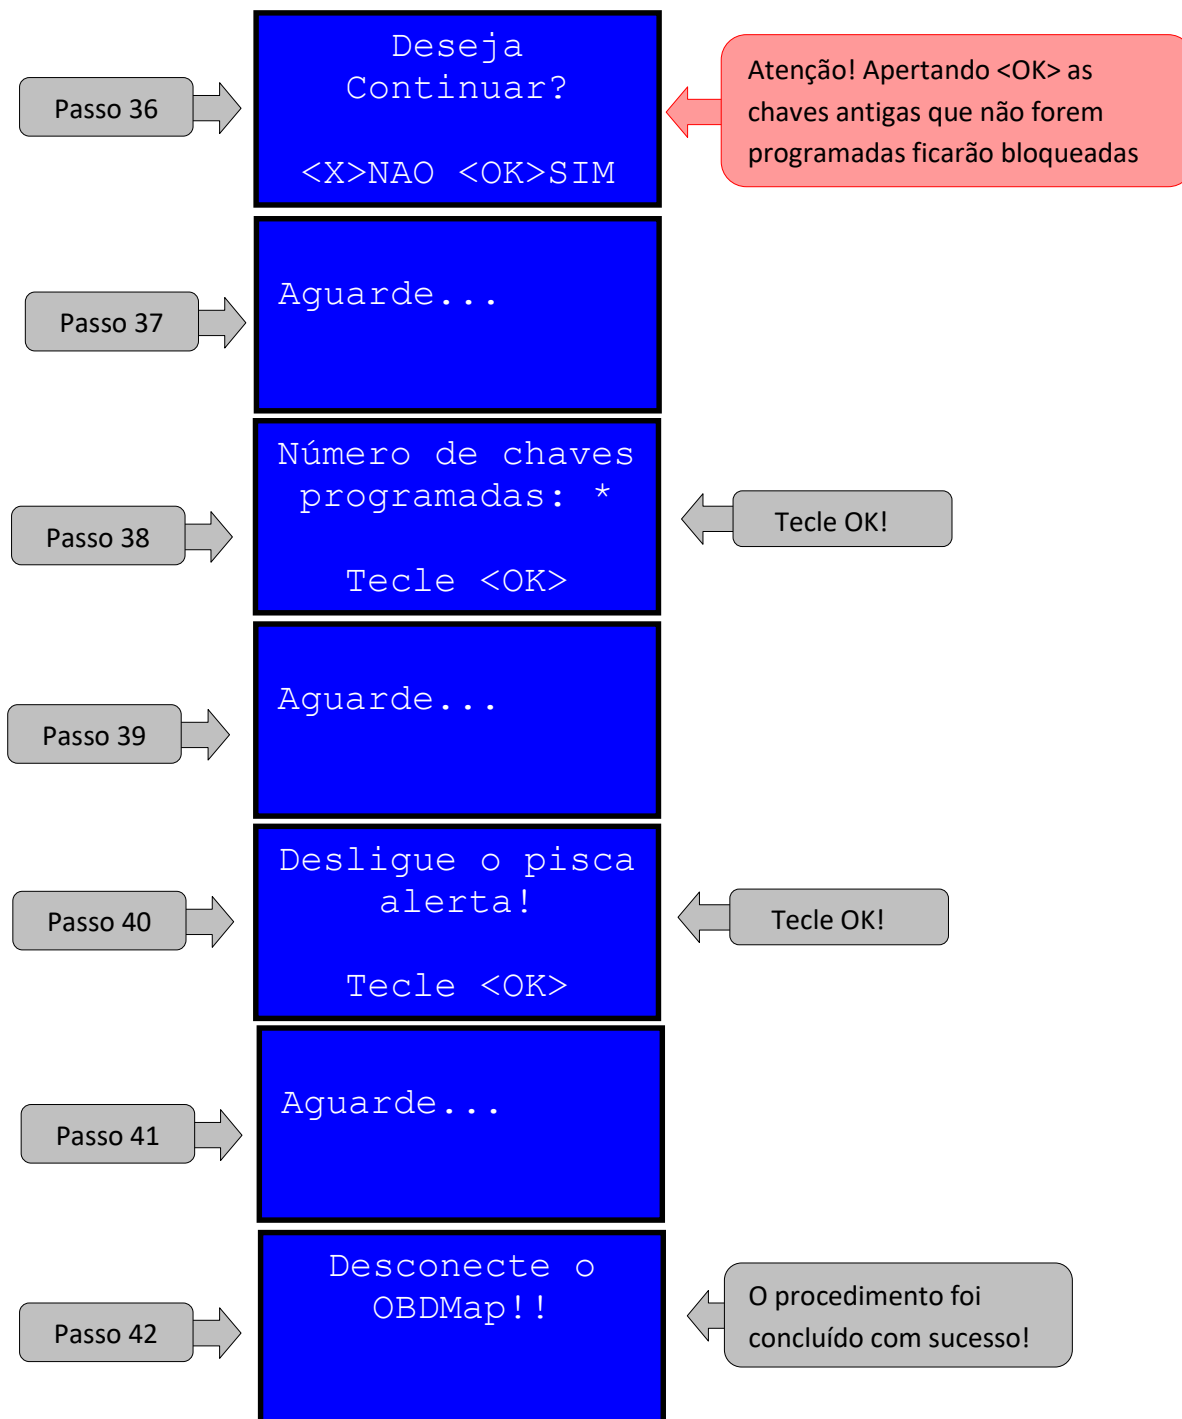 Passo 36
Deseja
Continuar?
<X>NAO <OK>SIM
Atenção! Apertando <OK> as
chaves antigas que não forem
programadas ficarão bloqueadas
Passo 37
Aguarde...
Passo 38
Número de chaves
programadas: *
Tecle <OK>
Tecle OK!
Passo 39
Aguarde...
Passo 40
Desligue o pisca
alerta!
Tecle <OK>
Tecle OK!
Passo 41
Aguarde...
Passo 42
Desconecte o
OBDMap!!
O procedimento foi
concluído com sucesso!